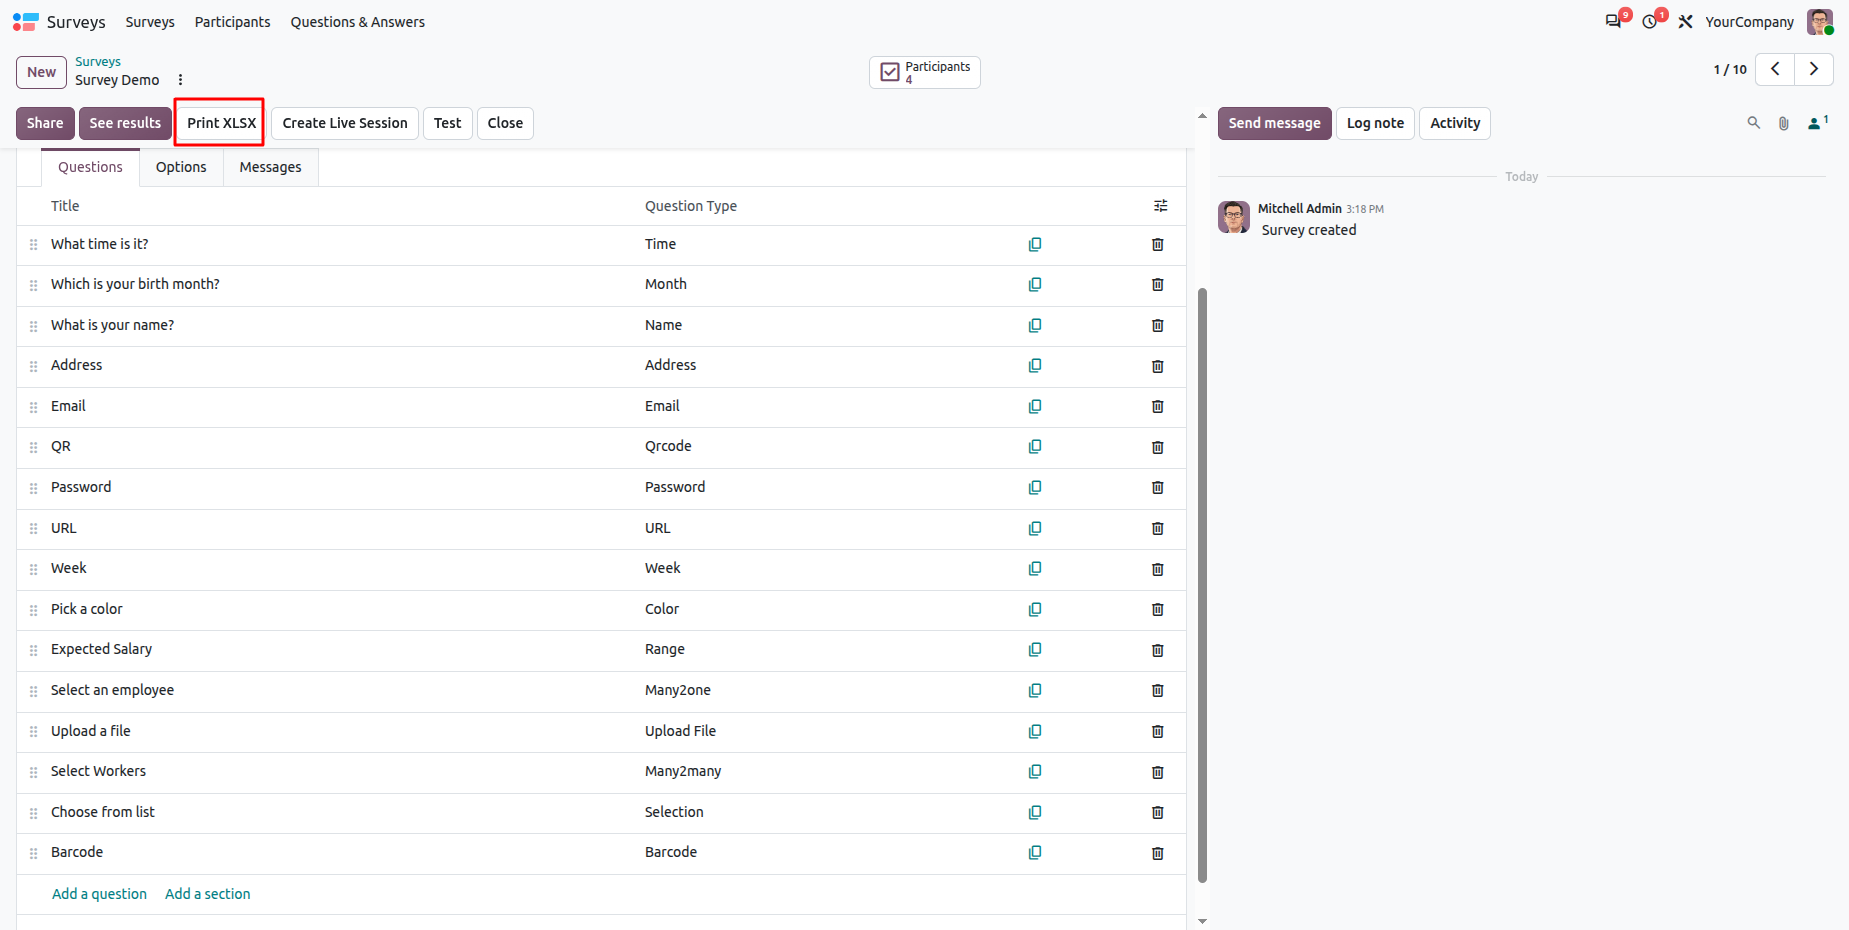 Surveys Surveys Participants Questions & Answers 9 1 YourCompany
New Surveys
Survey Demo
Participants
4
1 / 10
Share See results Print XLSX Create Live Session Test Close Send message Log note Activity 1
Questions Options Messages
Today
Title Question Type
Mitchell Admin 3:18 PM
Survey created
What time is it? Time
Which is your birth month? Month
What is your name? Name
Address Address
Email Email
QR Qrcode
Password Password
URL URL
Week Week
Pick a color Color
Expected Salary Range
Select an employee Many2one
Upload a file Upload File
Select Workers Many2many
Choose from list Selection
Barcode Barcode
Add a question Add a section